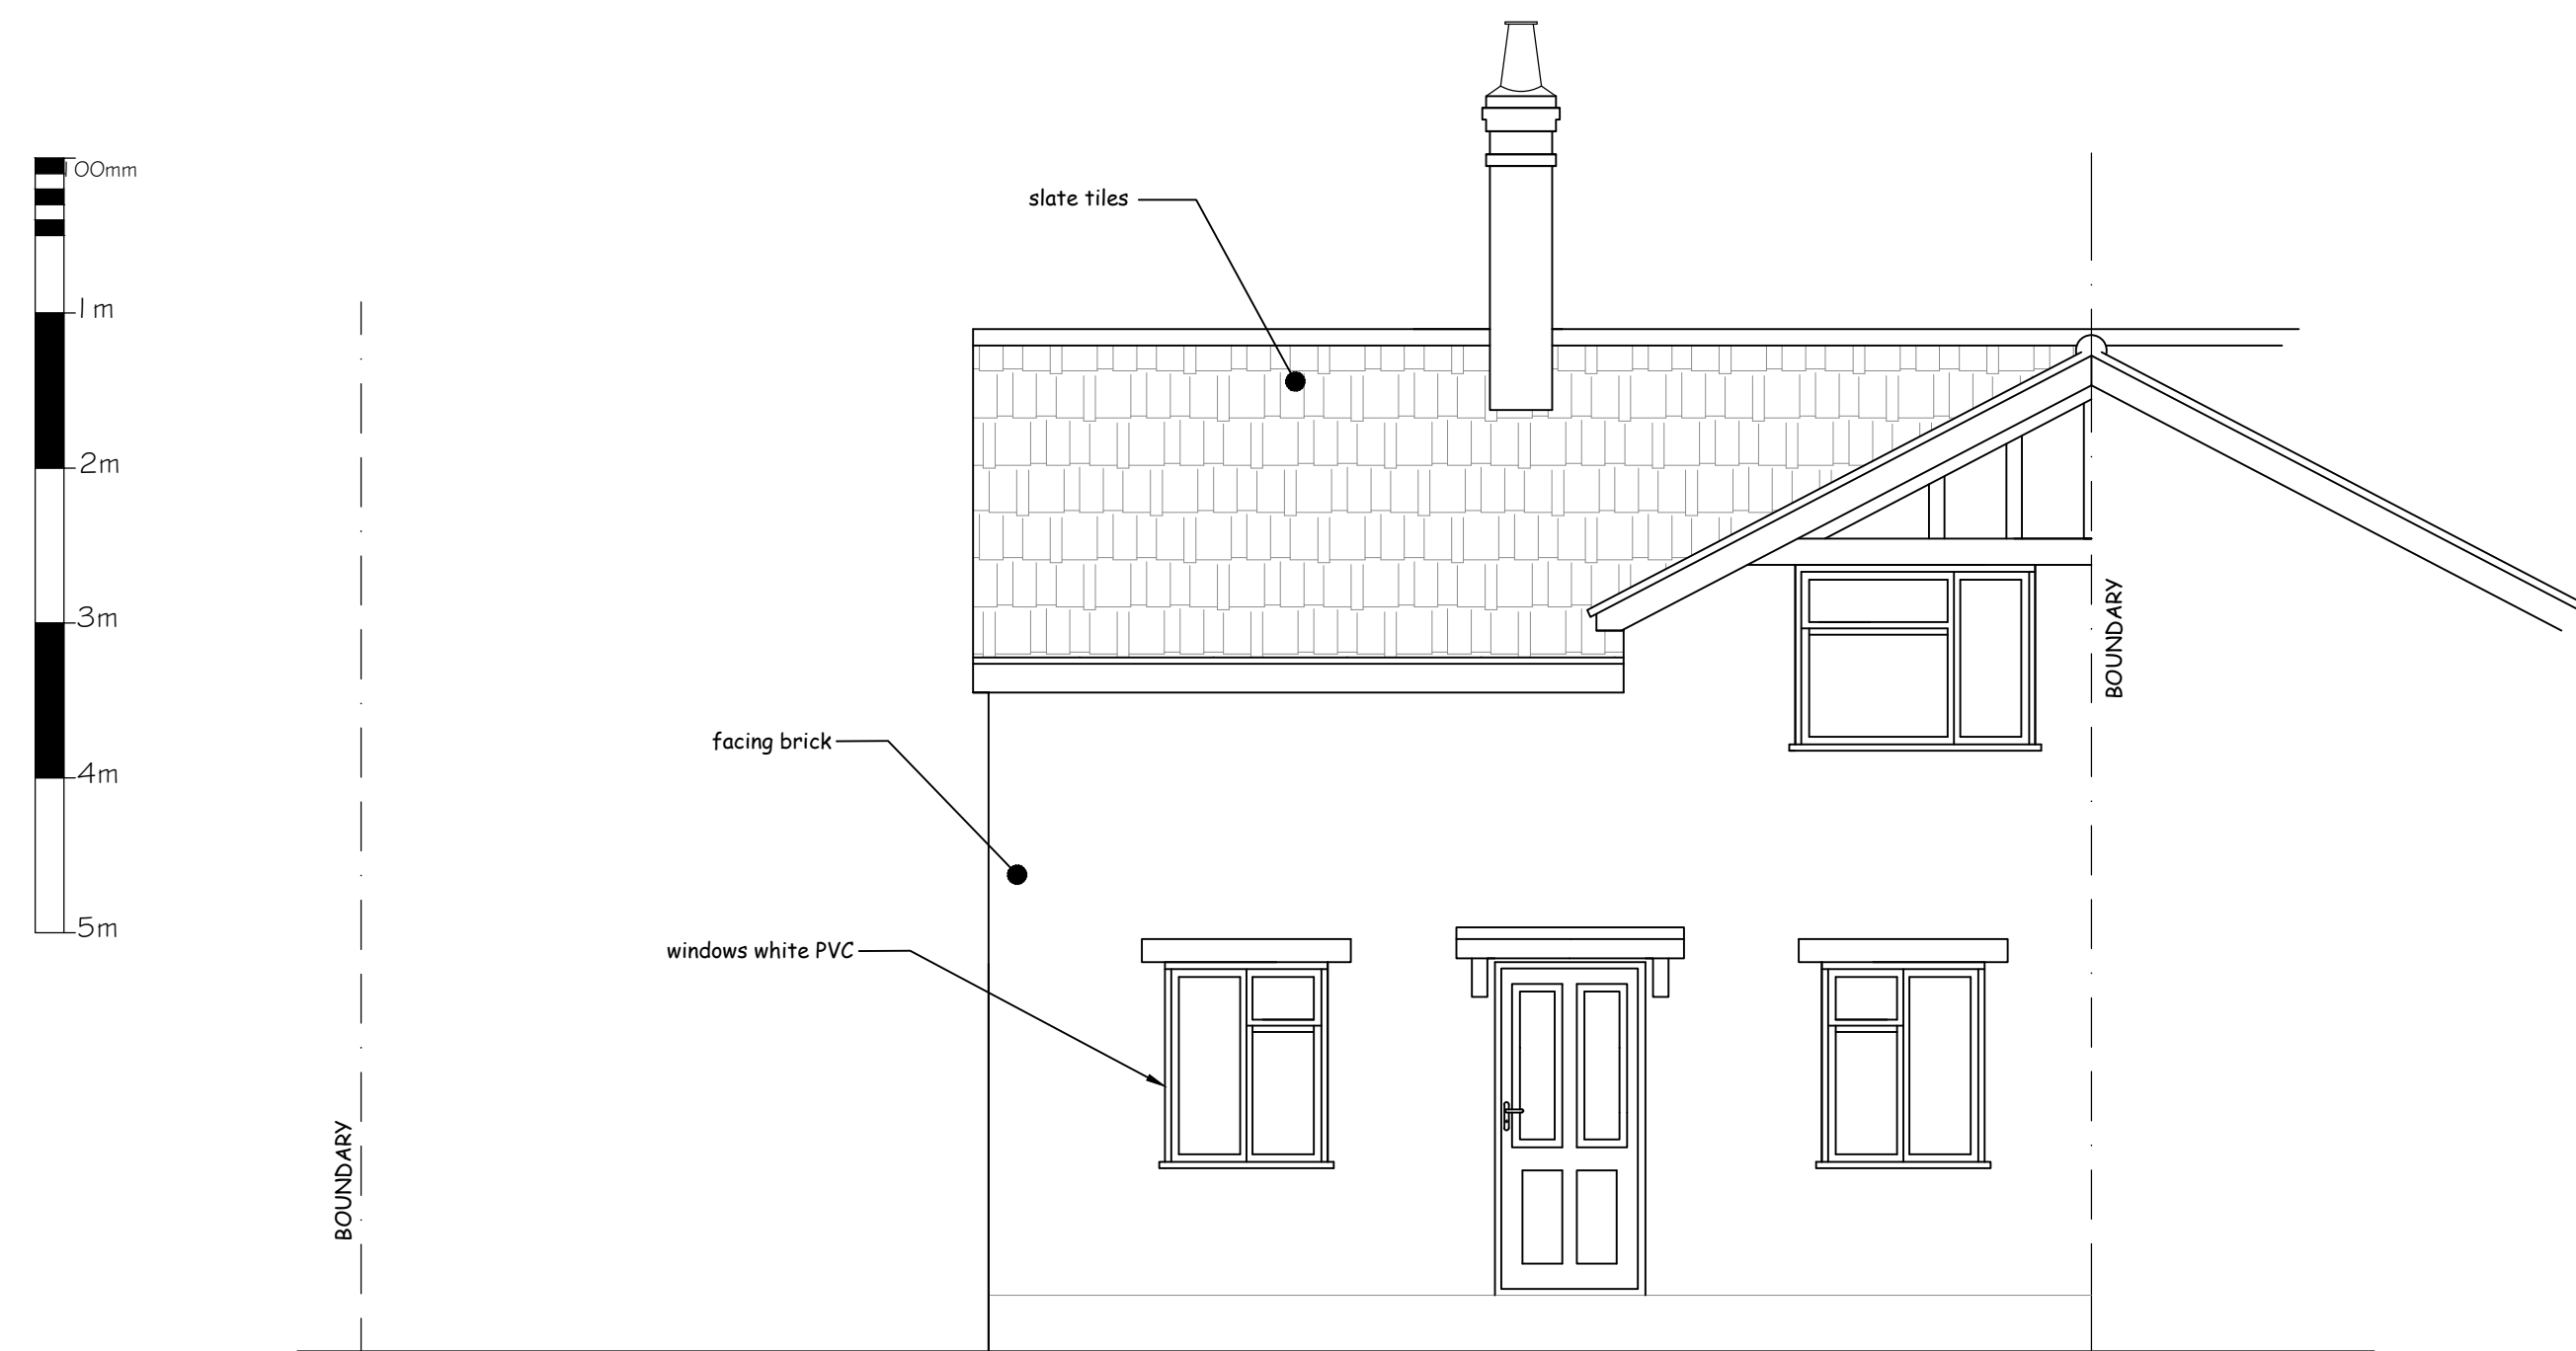 100mm
1m
2m
3m
4m
5m
slate tiles
facing brick
windows white PVC
BOUNDARY
BOUNDARY